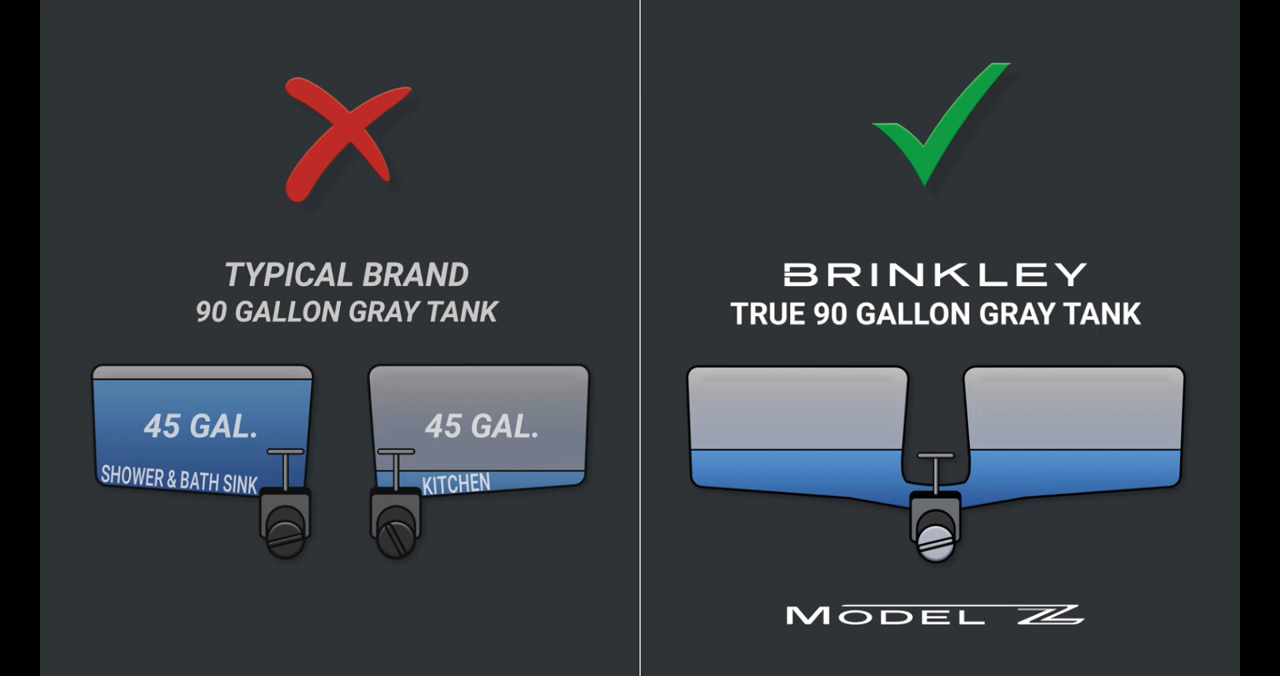 TYPICAL BRAND
90 GALLON GRAY TANK
45 GAL.
SHOWER & BATH SINK
45 GAL.
KITCHEN
BRINKLEY
TRUE 90 GALLON GRAY TANK
MODEL Z